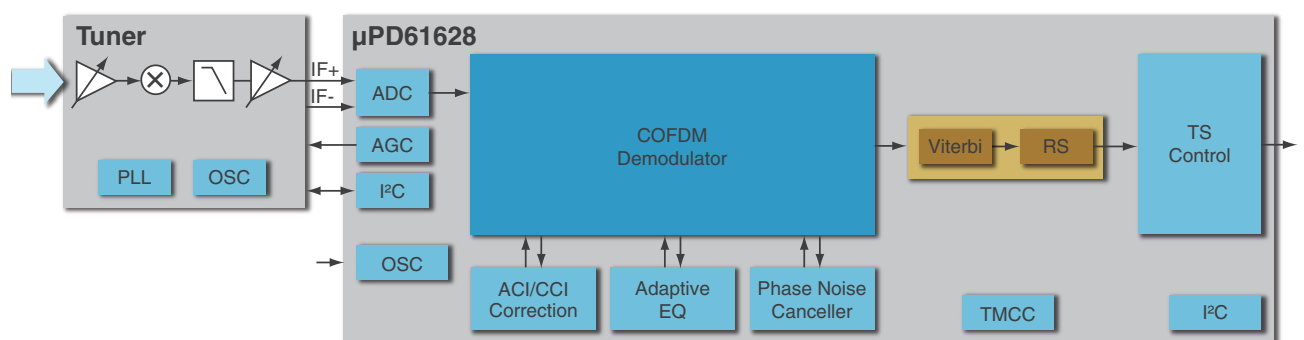 Tuner
µPD61628
IF+
IF-
ADC
AGC
I²C
PLL
OSC
OSC
COFDM
Demodulator
Viterbi
RS
TS
Control
ACI/CCI
Correction
Adaptive
EQ
Phase Noise
Canceller
TMCC
I²C